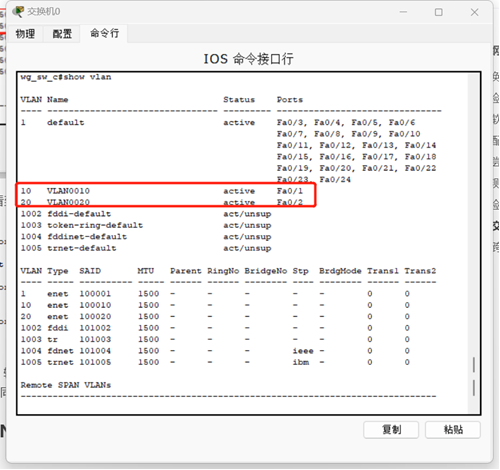 交换机0
物理 配置 命令行
IOS 命令接口行
wg_sw_c#show vlan
VLAN Name Status Ports
---- -------------------------------- --------- -------------------------------
1 default active Fa0/3, Fa0/4, Fa0/5, Fa0/6
Fa0/7, Fa0/8, Fa0/9, Fa0/10
Fa0/11, Fa0/12, Fa0/13, Fa0/14
Fa0/15, Fa0/16, Fa0/17, Fa0/18
Fa0/19, Fa0/20, Fa0/21, Fa0/22
Fa0/23, Fa0/24
10 VLAN0010 active Fa0/1
20 VLAN0020 active Fa0/2
1002 fddi-default act/unsup
1003 token-ring-default act/unsup
1004 fddinet-default act/unsup
1005 trnet-default act/unsup
VLAN Type SAID MTU Parent RingNo BridgeNo Stp BrdgMode Trans1 Trans2
---- ----- ---------- ----- ------ ------ -------- ---- -------- ------ ------
1 enet 100001 1500 - - - - - 0 0
10 enet 100010 1500 - - - - - 0 0
20 enet 100020 1500 - - - - - 0 0
1002 fddi 101002 1500 - - - - - 0 0
1003 tr 101003 1500 - - - - - 0 0
1004 fdnet 101004 1500 - - - ieee - 0 0
1005 trnet 101005 1500 - - - ibm - 0 0
Remote SPAN VLANs
------------------------------------------------------------------------------
复制 粘贴